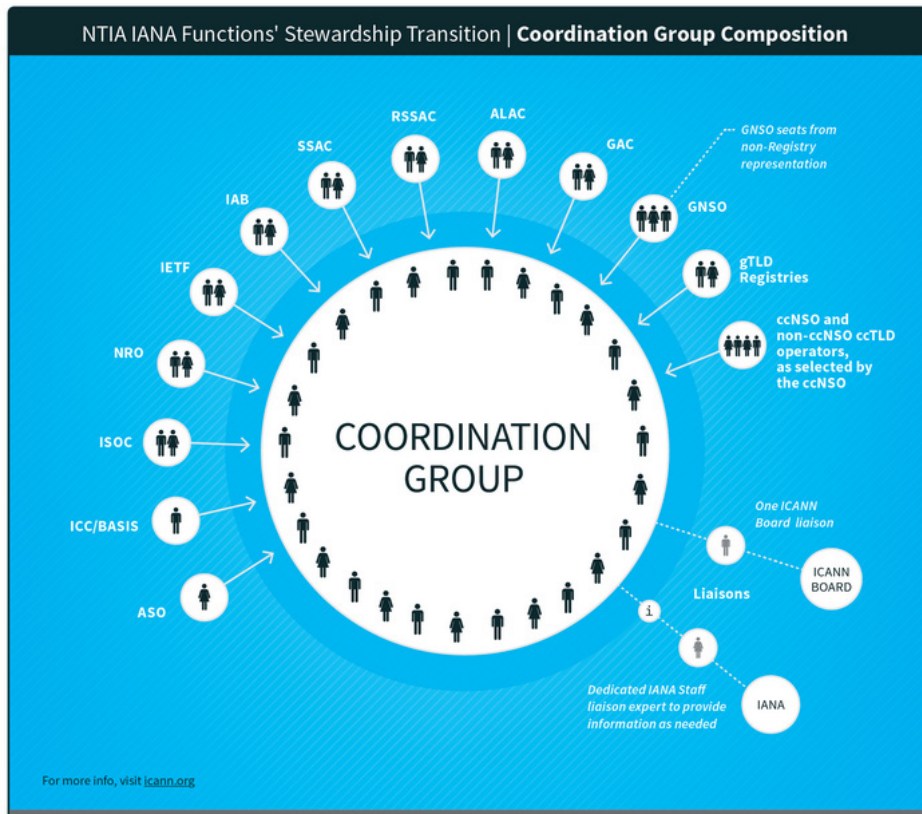 NTIA IANA Functions' Stewardship Transition | Coordination Group Composition
ALAC
RSSAC
GNSO seats from
non-Registry
representation
SSAC
GAC
IAB
GNSO
IETF
gTLD
Registries
ccNSO and
non-ccNSO ccTLD
operators,
as selected by
the ccNSO
NRO
COORDINATION
GROUP
ISOC
One ICANN
Board liaison
ICC/BASIS
ICANN
BOARD
Liaisons
i
ASO
Dedicated IANA Staff
liaison expert to provide
information as needed
IANA
For more info, visit icann.org